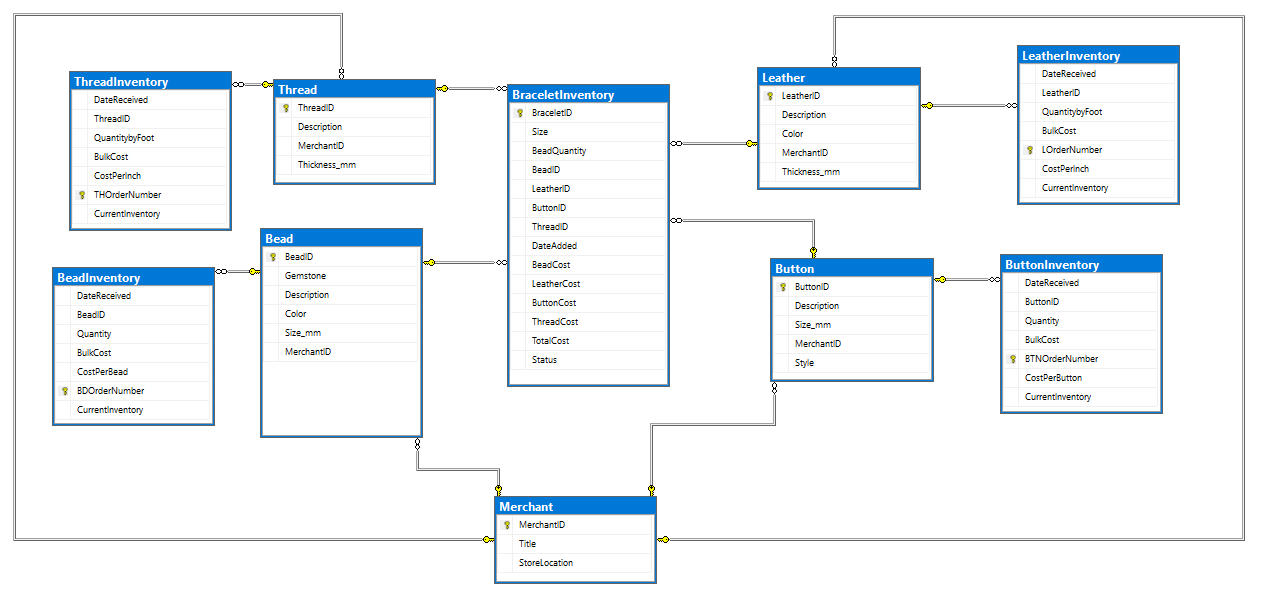 ThreadInventory
DateReceived
ThreadID
QuantitybyFoot
BulkCost
CostPerInch
THOrderNumber
CurrentInventory
Thread
ThreadID
Description
MerchantID
Thickness_mm
BraceletInventory
BraceletID
Size
BeadQuantity
BeadID
LeatherID
ButtonID
ThreadID
DateAdded
BeadCost
LeatherCost
ButtonCost
ThreadCost
TotalCost
Status
Leather
LeatherID
Description
Color
MerchantID
Thickness_mm
LeatherInventory
DateReceived
LeatherID
QuantitybyFoot
BulkCost
LOrderNumber
CostPerInch
CurrentInventory
BeadInventory
DateReceived
BeadID
Quantity
BulkCost
CostPerBead
BDOrderNumber
CurrentInventory
Bead
BeadID
Gemstone
Description
Color
Size_mm
MerchantID
Button
ButtonID
Description
Size_mm
MerchantID
Style
ButtonInventory
DateReceived
ButtonID
Quantity
BulkCost
BTNOrderNumber
CostPerButton
CurrentInventory
Merchant
MerchantID
Title
StoreLocation